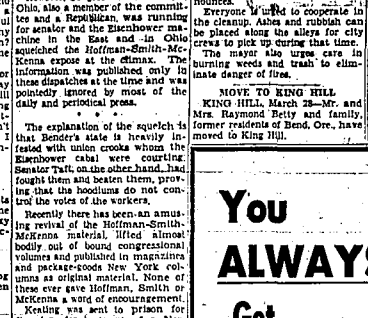 Ohio, also a member of the commit-
tee and a Republican, was running
for senator and the Eisenhower ma-
chine in the East and in Ohio
squelched the Hoffman-Smith-Mc-
Kenna expose at the climax. The
information was published only in
these dispatches at the time and was
pointedly ignored by most of the
daily and periodical press.
* * *
The explanation of the squelch is
that Bender's state is heavily in-
fested with union crooks whom the
Eisenhower cabal were courting.
Senator Taft, on the other hand, had
fought them and beaten them, prov-
ing that the hoodlums do not con-
trol the votes of the workers.
Recently there has been an amus-
ing revival of the Hoffman-Smith-
McKenna material, lifted almost
bodily out of bound congressional
volumes and published in magazines
and package-goods New York col-
umns as original material. None of
these ever gave Hoffman, Smith or
McKenna a word of encouragement.
Keating was sent to prison for
Everyone is urged to cooperate in
the cleanup. Ashes and rubbish can
be placed along the alleys for city
crews to pick up during that time.
The mayor also urges care in
burning weeds and trash to elim-
inate danger of fires.
MOVE TO KING HILL
KING HILL, March 28—Mr. and
Mrs. Raymond Betty and family,
former residents of Bend, Ore., have
moved to King Hill.
You
ALWAYS
Get